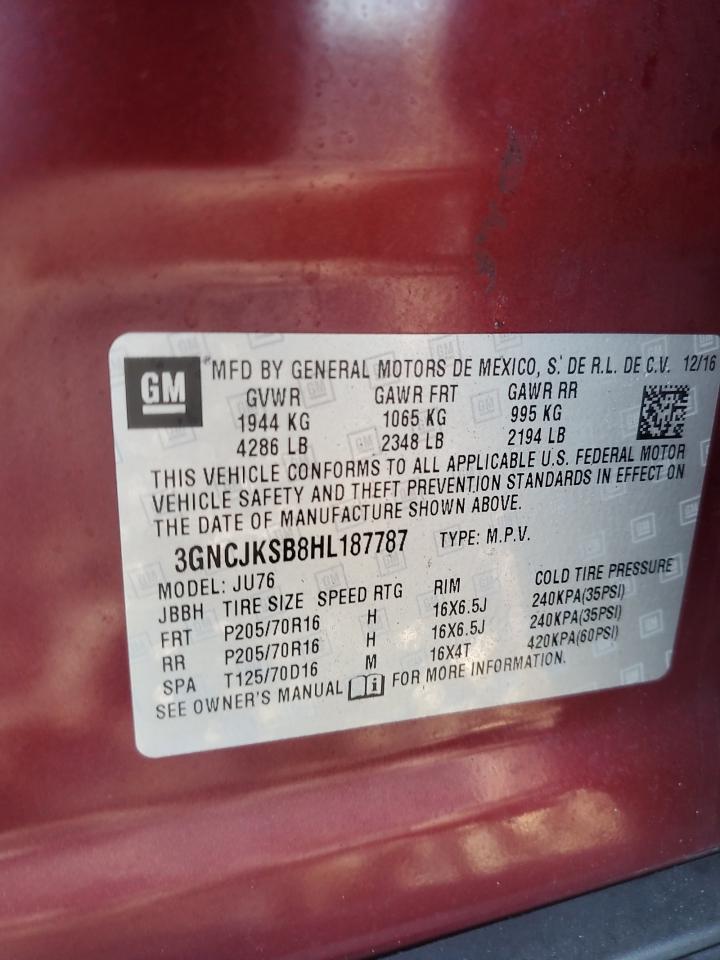 GM
MFD BY GENERAL MOTORS DE MEXICO, S. DE R.L. DE C.V. 12/16
GVWR GAWR FRT GAWR RR
1944 KG 1065 KG 995 KG
4286 LB 2348 LB 2194 LB
THIS VEHICLE CONFORMS TO ALL APPLICABLE U.S. FEDERAL MOTOR
VEHICLE SAFETY AND THEFT PREVENTION STANDARDS IN EFFECT ON
THE DATE OF MANUFACTURE SHOWN ABOVE.
3GNCJKSB8HL187787 TYPE: M.P.V.
MODEL: JU76
JBBH TIRE SIZE SPEED RTG RIM COLD TIRE PRESSURE
FRT P205/70R16 H 16X6.5J 240KPA(35PSI)
RR P205/70R16 H 16X6.5J 240KPA(35PSI)
SPA T125/70D16 M 16X4T 420KPA(60PSI)
SEE OWNER'S MANUAL FOR MORE INFORMATION.